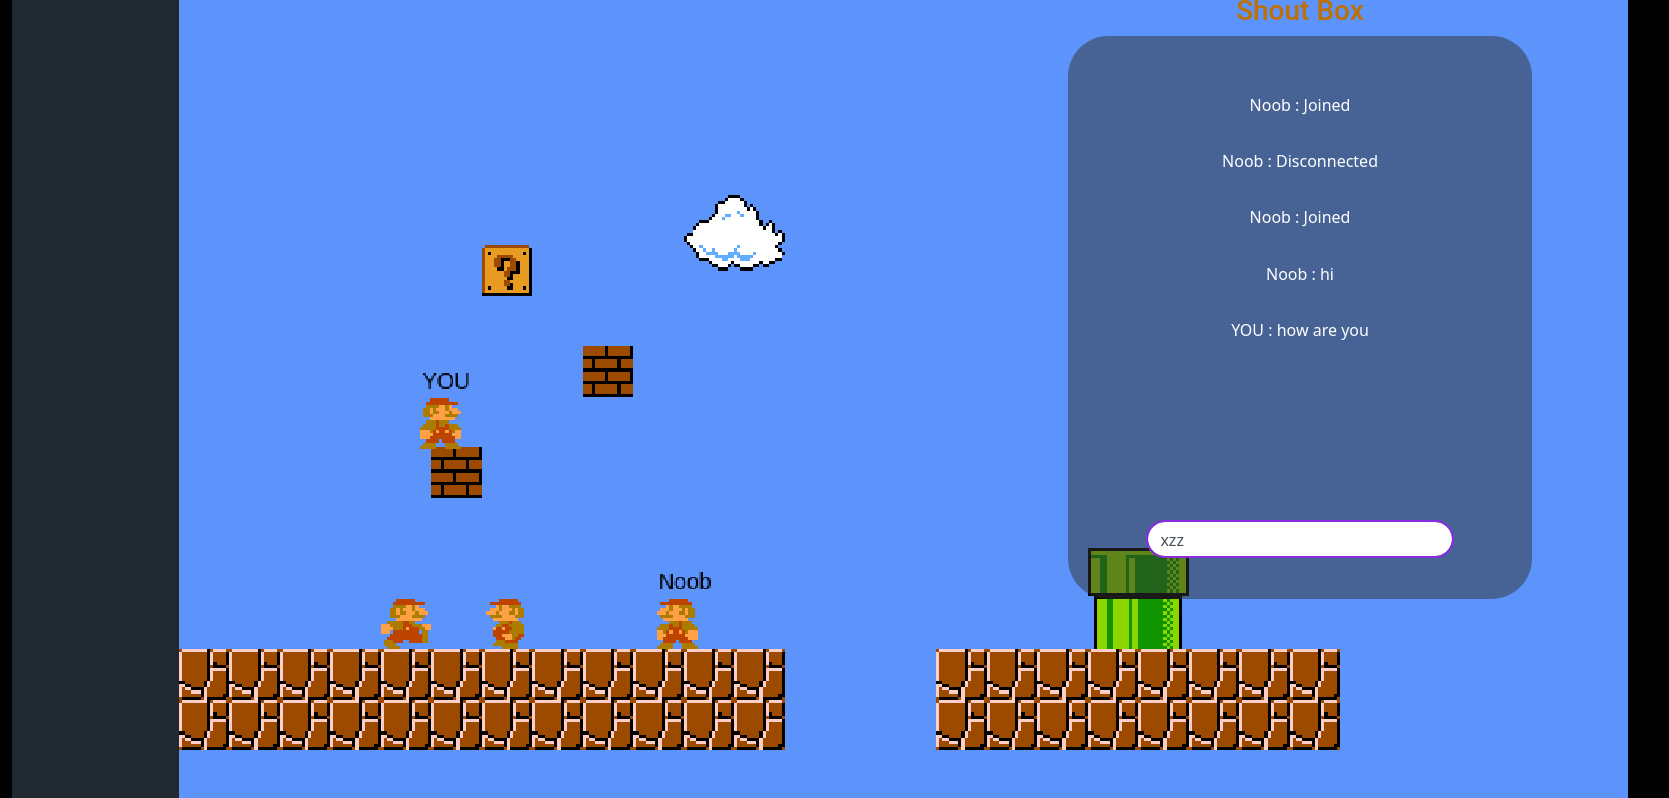 Shout Box
Noob : Joined
Noob : Disconnected
Noob : Joined
Noob : hi
YOU : how are you
?
YOU
xzz
Noob